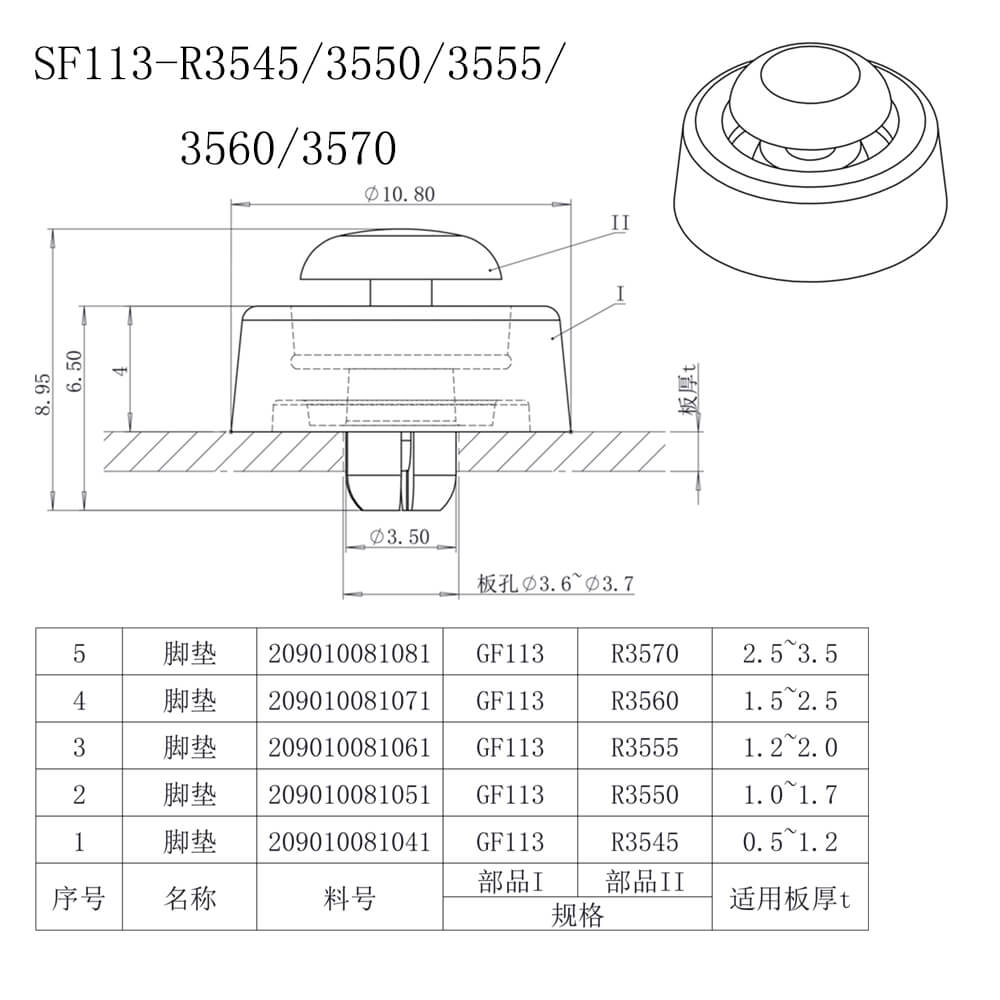 SF113-R3545/3550/3555/
3560/3570
∅10.80
II
I
8.95
6.50
4
板厚t
∅3.50
板孔∅3.6~∅3.7
5 脚垫 209010081081 GF113 R3570 2.5~3.5
4 脚垫 209010081071 GF113 R3560 1.5~2.5
3 脚垫 209010081061 GF113 R3555 1.2~2.0
2 脚垫 209010081051 GF113 R3550 1.0~1.7
1 脚垫 209010081041 GF113 R3545 0.5~1.2
序号 名称 料号 部品I 部品II 适用板厚t
规格